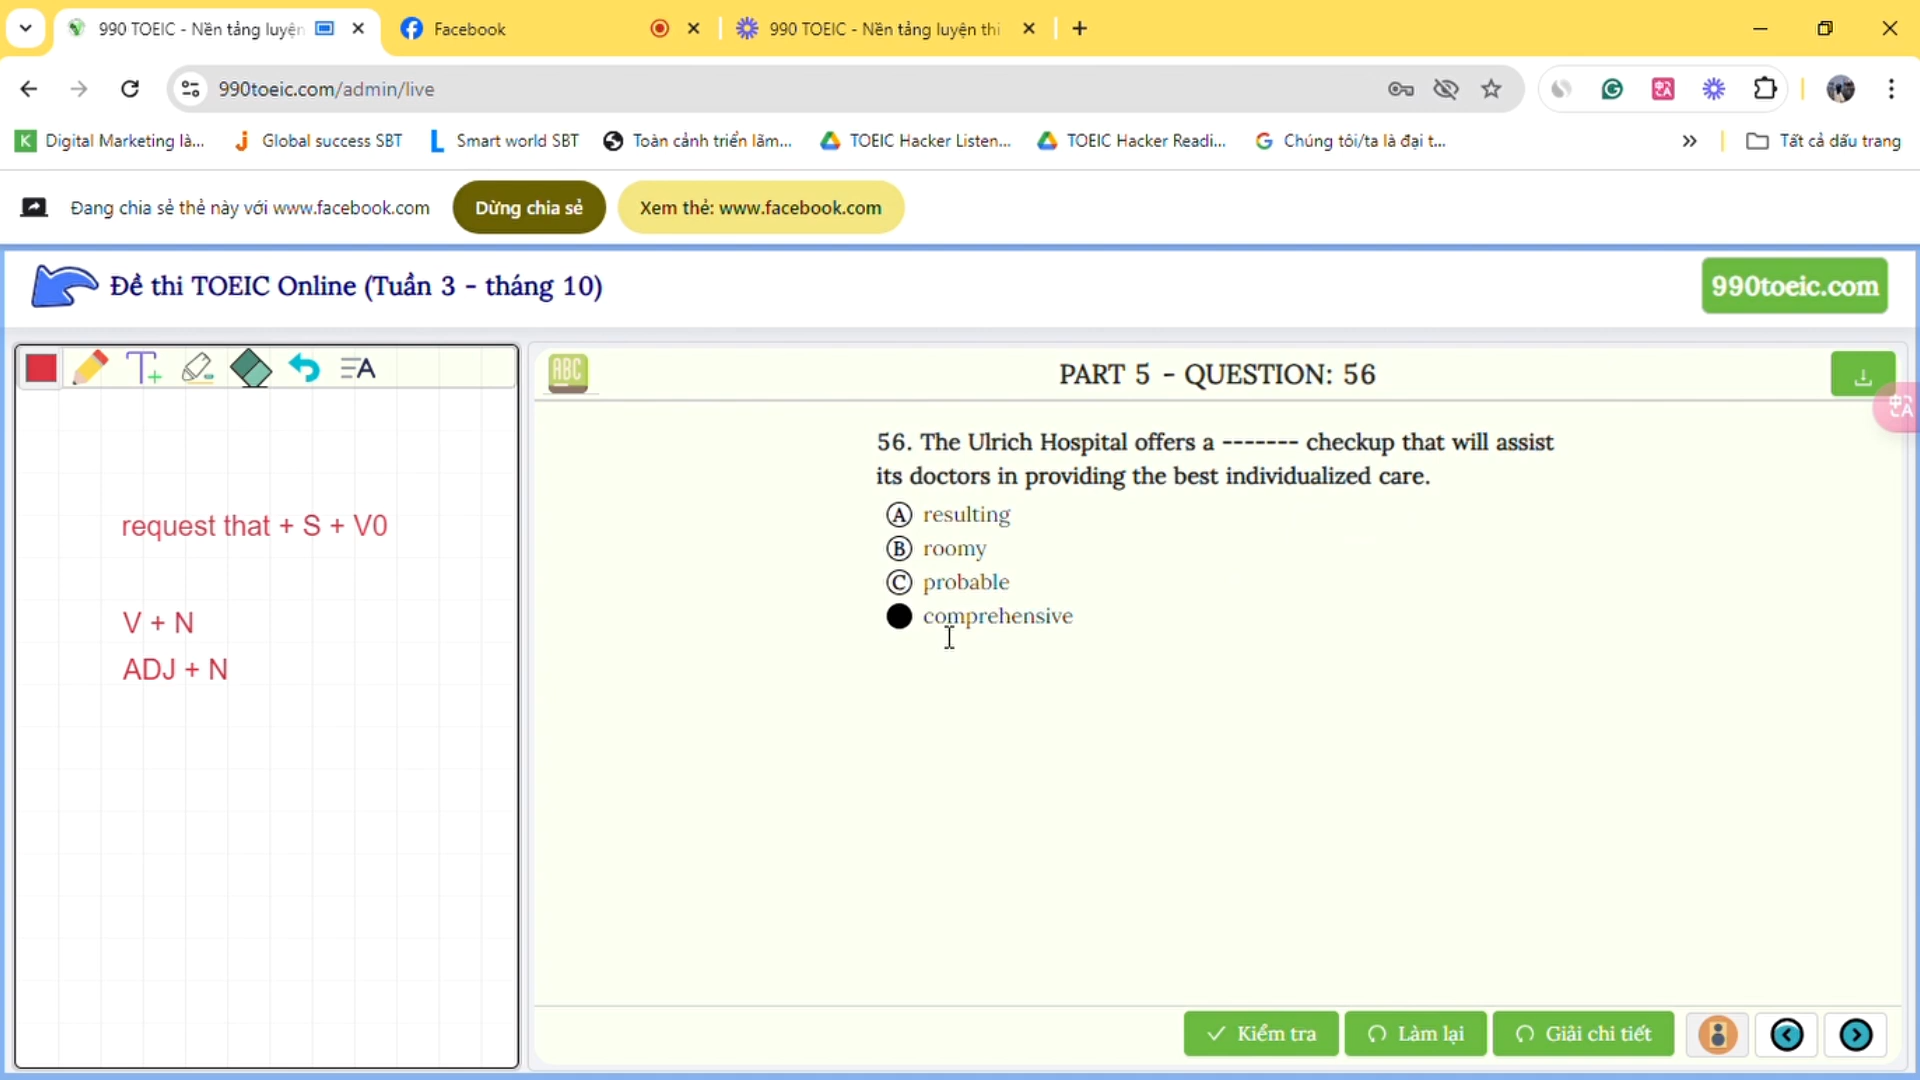 990 TOEIC - Nền tảng luyện
Facebook
990 TOEIC - Nền tảng luyện thi
990toeic.com/admin/live
Digital Marketing là...
Global success SBT
Smart world SBT
Toàn cảnh triển lãm...
TOEIC Hacker Listen...
TOEIC Hacker Readi...
Chúng tôi/ta là đại t...
Tất cả dấu trang
Đang chia sẻ thẻ này với www.facebook.com
Dừng chia sẻ
Xem thẻ: www.facebook.com
Đề thi TOEIC Online (Tuần 3 - tháng 10)
990toeic.com
ABC
PART 5 - QUESTION: 56
56. The Ulrich Hospital offers a ------- checkup that will assist
its doctors in providing the best individualized care.
A resulting
B roomy
C probable
comprehensive
request that + S + V0
V + N
ADJ + N
Kiểm tra
Làm lại
Giải chi tiết